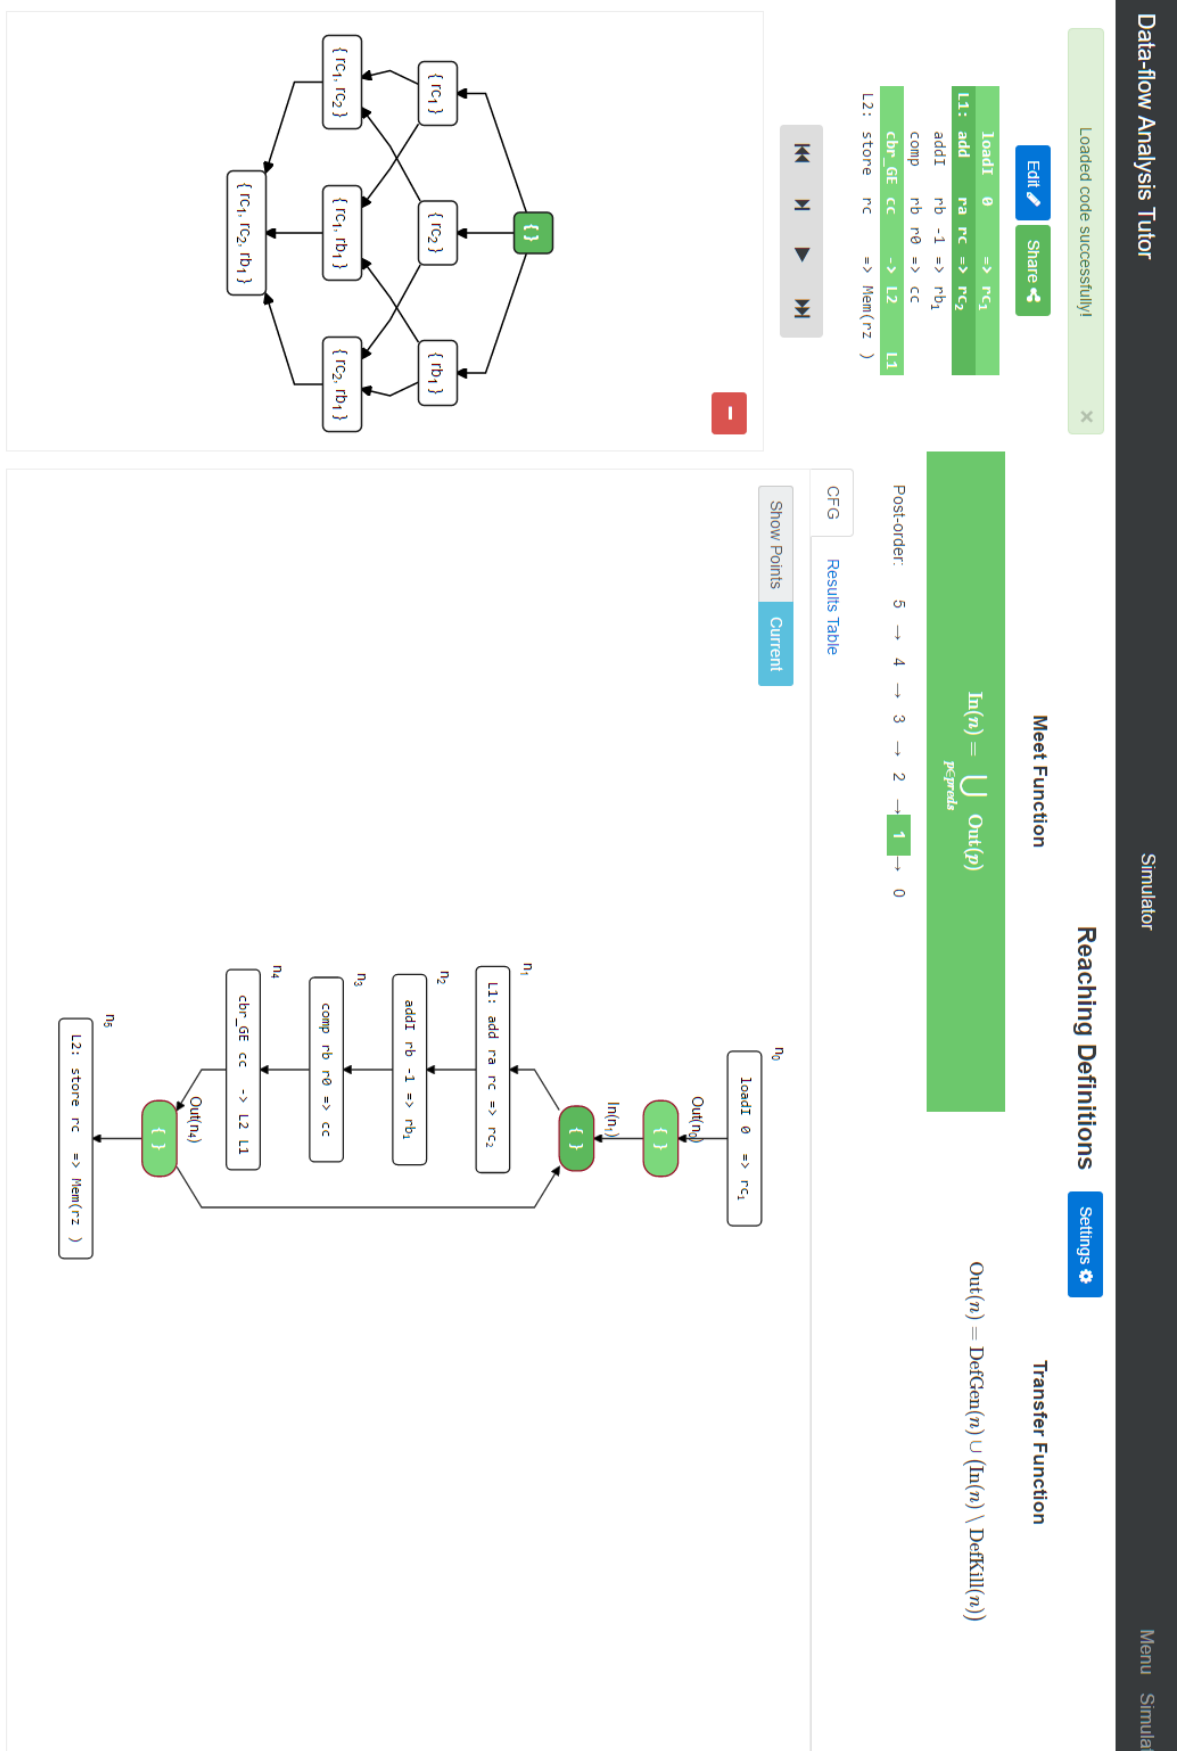 Data-flow Analysis Tutor
Simulator
Menu
Loaded code successfully!
×
Reaching Definitions
Settings
Edit
Share
Meet Function
Transfer Function
loadI 0 => rc₁
L1: add ra rc => rc₂
addI rb -1 => rb₁
comp rb r0 => cc
cbr_GE cc -> L2 L1
L2: store rc => Mem(rz )
In(n) = ⋃ Out(p)
p∈preds
Out(n) = DefGen(n) ∪ (In(n) \ DefKill(n))
Post-order: 5 → 4 → 3 → 2 → 1 → 0
CFG
Results Table
Show Points
Current
{ }
{ rc₁ }
{ rc₂ }
{ rb₁ }
{ rc₁, rc₂ }
{ rc₁, rb₁ }
{ rc₂, rb₁ }
{ rc₁, rc₂, rb₁ }
n₀
loadI 0 => rc₁
Out(n₀)
{ }
In(n₁)
{ }
n₁
L1: add ra rc => rc₂
n₂
addI rb -1 => rb₁
n₃
comp rb r0 => cc
n₄
cbr_GE cc -> L2 L1
Out(n₄)
{ }
n₅
L2: store rc => Mem(rz )